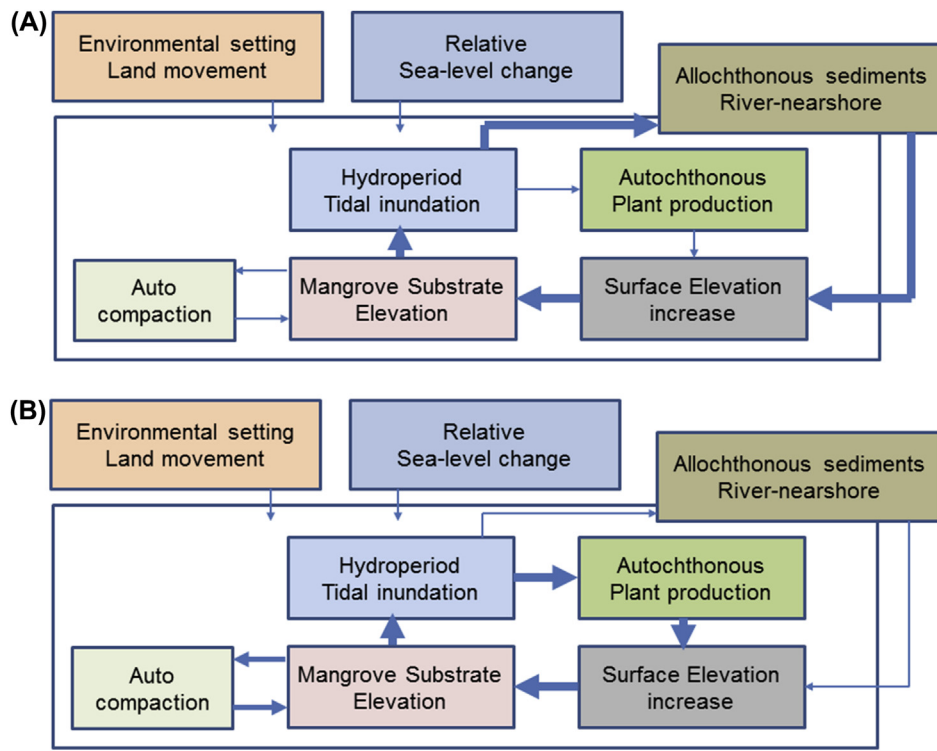 (A)
Environmental setting
Land movement
Relative
Sea-level change
Allochthonous sediments
River-nearshore
Hydroperiod
Tidal inundation
Autochthonous
Plant production
Auto
compaction
Mangrove Substrate
Elevation
Surface Elevation
increase
(B)
Environmental setting
Land movement
Relative
Sea-level change
Allochthonous sediments
River-nearshore
Hydroperiod
Tidal inundation
Autochthonous
Plant production
Auto
compaction
Mangrove Substrate
Elevation
Surface Elevation
increase